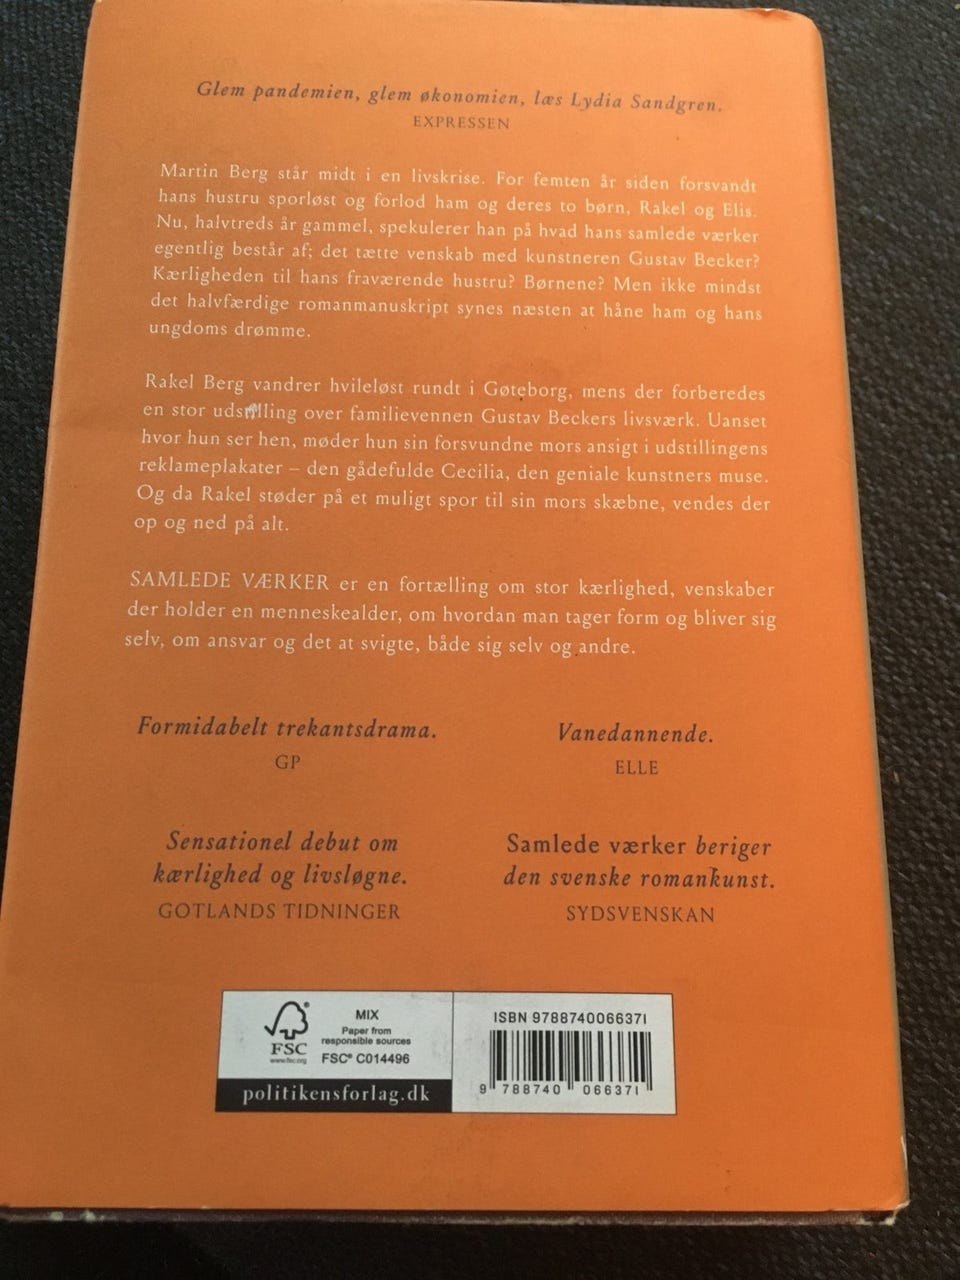 Glem pandemien, glem økonomien, læs Lydia Sandgren.
EXPRESSEN
Martin Berg står midt i en livskrise. For femten år siden forsvandt
hans hustru sporløst og forlod ham og deres to børn, Rakel og Elis.
Nu, halvtreds år gammel, spekulerer han på hvad hans samlede værker
egentlig består af; det tætte venskab med kunstneren Gustav Becker?
Kærligheden til hans fraværende hustru? Børnene? Men ikke mindst
det halvfærdige romanmanuskript synes næsten at håne ham og hans
ungdoms drømme.
Rakel Berg vandrer hvileløst rundt i Gøteborg, mens der forberedes
en stor udstilling over familievennen Gustav Beckers livsværk. Uanset
hvor hun ser hen, møder hun sin forsvundne mors ansigt i udstillingens
reklameplakater – den gådefulde Cecilia, den geniale kunstners muse.
Og da Rakel støder på et muligt spor til sin mors skæbne, vendes der
op og ned på alt.
SAMLEDE VÆRKER er en fortælling om stor kærlighed, venskaber
der holder en menneskealder, om hvordan man tager form og bliver sig
selv, om ansvar og det at svigte, både sig selv og andre.
Formidabelt trekantsdrama.
GP
Vanedannende.
ELLE
Sensationel debut om
kærlighed og livsløgne.
GOTLANDS TIDNINGER
Samlede værker beriger
den svenske romankunst.
SYDSVENSKAN
FSC
www.fsc.org
MIX
Paper from
responsible sources
FSC® C014496
politikensforlag.dk
ISBN 9788740066371
9 788740 066371